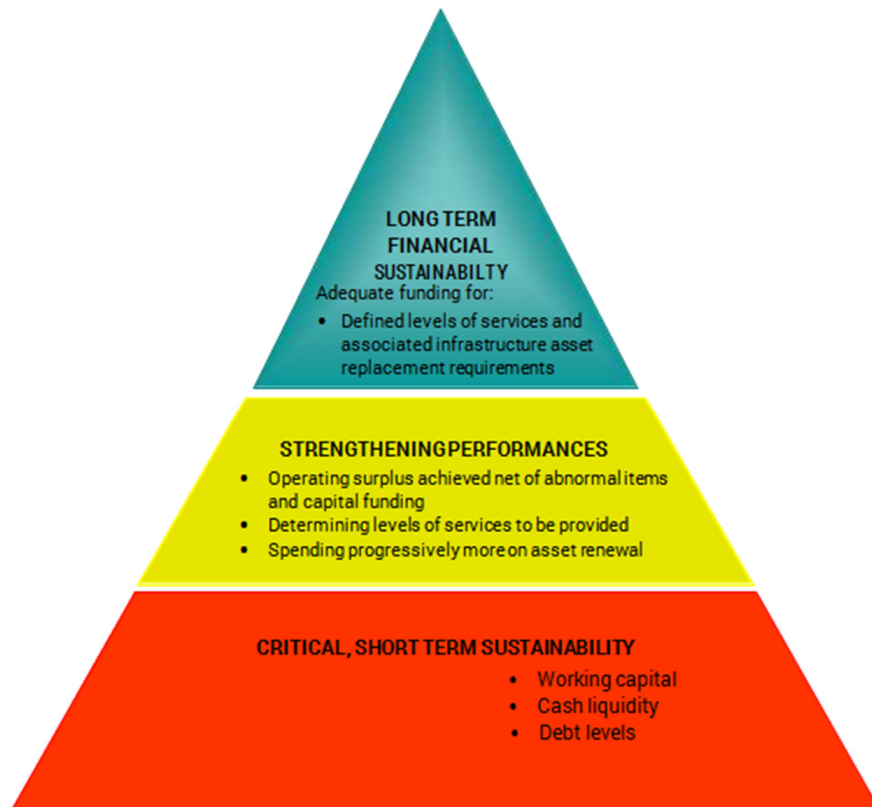 LONG TERM
FINANCIAL
SUSTAINABILTY
Adequate funding for:
• Defined levels of services and
associated infrastructure asset
replacement requirements
STRENGTHENING PERFORMANCES
• Operating surplus achieved net of abnormal items
and capital funding
• Determining levels of services to be provided
• Spending progressively more on asset renewal
CRITICAL, SHORT TERM SUSTAINABILITY
• Working capital
• Cash liquidity
• Debt levels